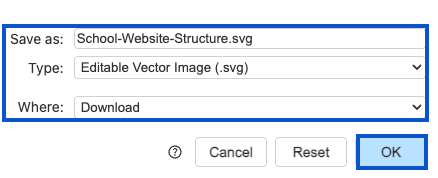 Save as: School-Website-Structure.svg
Type: Editable Vector Image (.svg)
Where: Download
? Cancel Reset OK